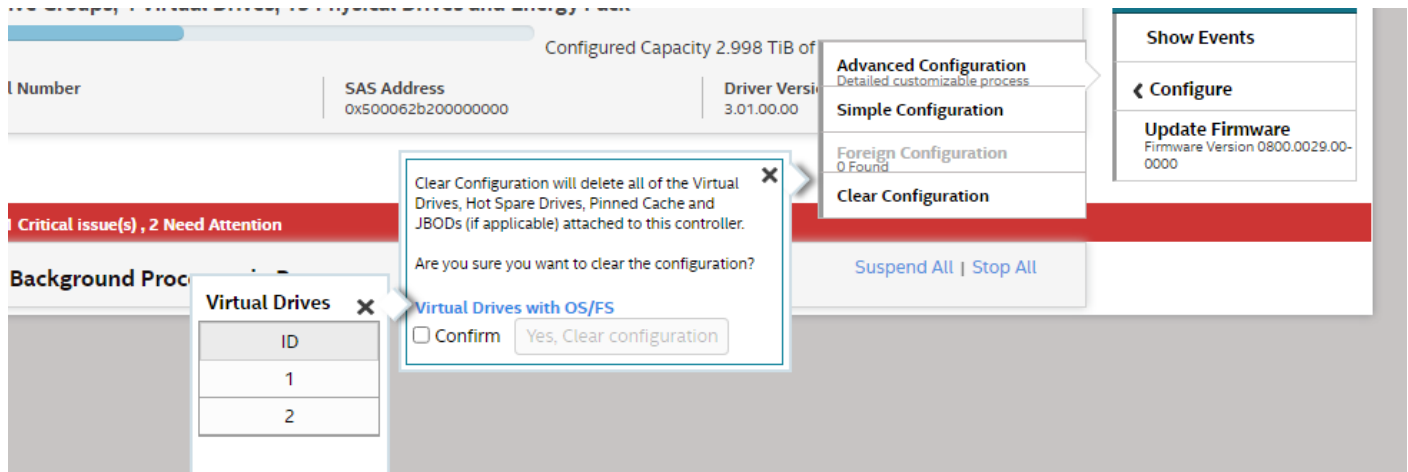 Configured Capacity 2.998 TiB of
Number
SAS Address
0x500062b200000000
Driver
3.01.00.00
Advanced Configuration
Detailed customizable process
Simple Configuration
Foreign Configuration
0 Found
Clear Configuration
Show Events
Configure
Update Firmware
Firmware Version 0800.0029.00-
0000
Critical issue(s) , 2 Need Attention
Clear Configuration will delete all of the Virtual
Drives, Hot Spare Drives, Pinned Cache and
JBODs (if applicable) attached to this controller.
Are you sure you want to clear the configuration?
Virtual Drives with OS/FS
Confirm
Yes, Clear configuration
Background
Suspend All | Stop All
Virtual Drives
ID
1
2